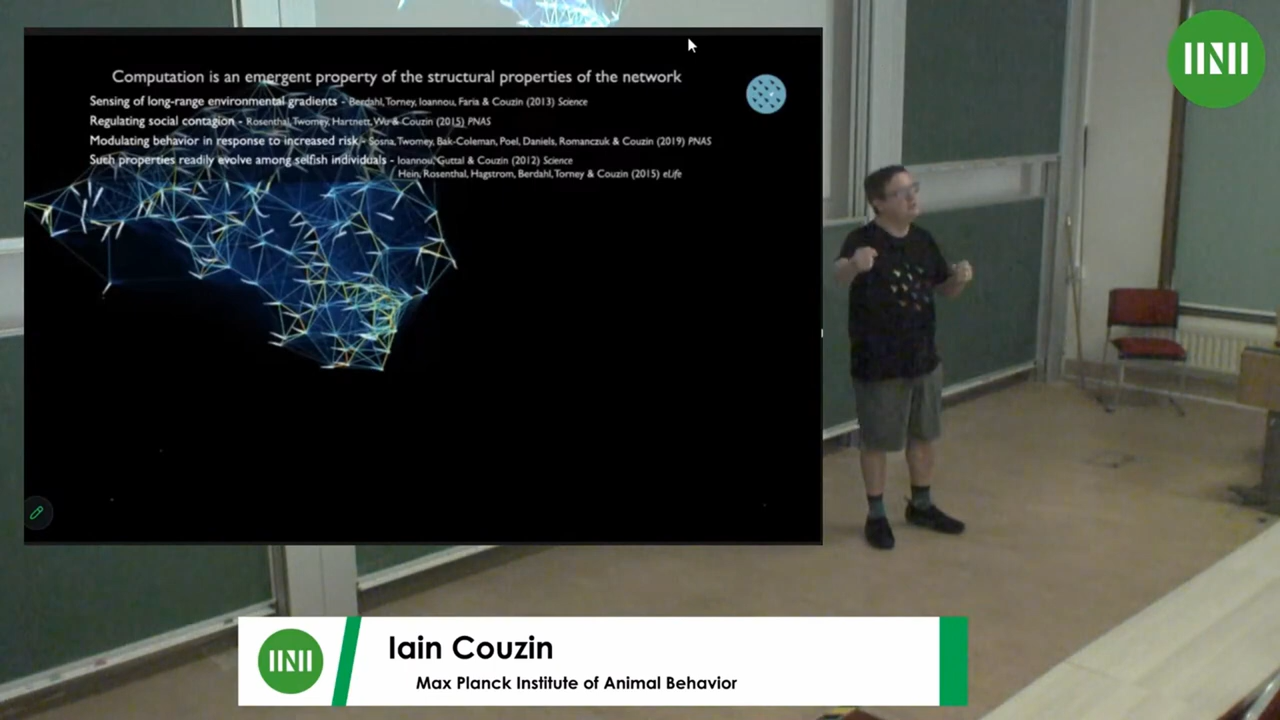 Computation is an emergent property of the structural properties of the network
Sensing of long-range environmental gradients - Berdahl, Torney, Ioannou, Faria & Couzin (2013) Science
Regulating social contagion - Rosenthal, Twomey, Hartnett, Wu & Couzin (2015) PNAS
Modulating behavior in response to increased risk - Sosna, Twomey, Bak-Coleman, Poel, Daniels, Romanczuk & Couzin (2019) PNAS
Such properties readily evolve among selfish individuals - Ioannou, Guttal & Couzin (2012) Science
Hein, Rosenthal, Hagstrom, Berdahl, Torney & Couzin (2015) eLife
Iain Couzin
Max Planck Institute of Animal Behavior